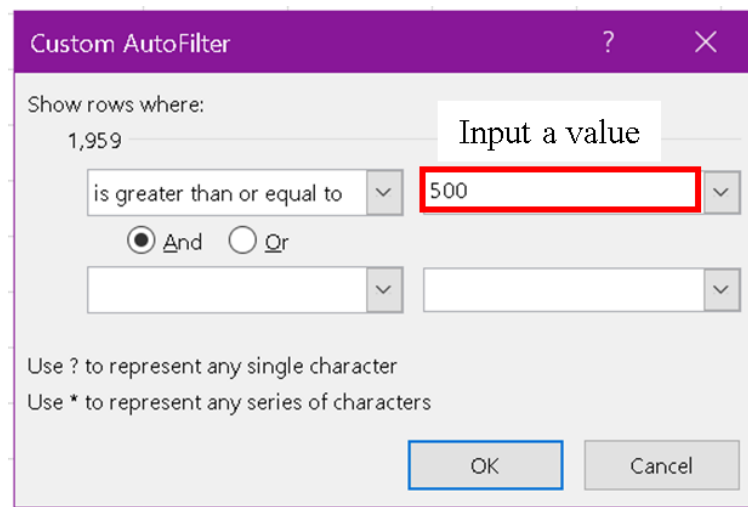 Custom AutoFilter ?
Show rows where:
1,959
Input a value
is greater than or equal to 500
And Or
Use ? to represent any single character
Use * to represent any series of characters
OK Cancel